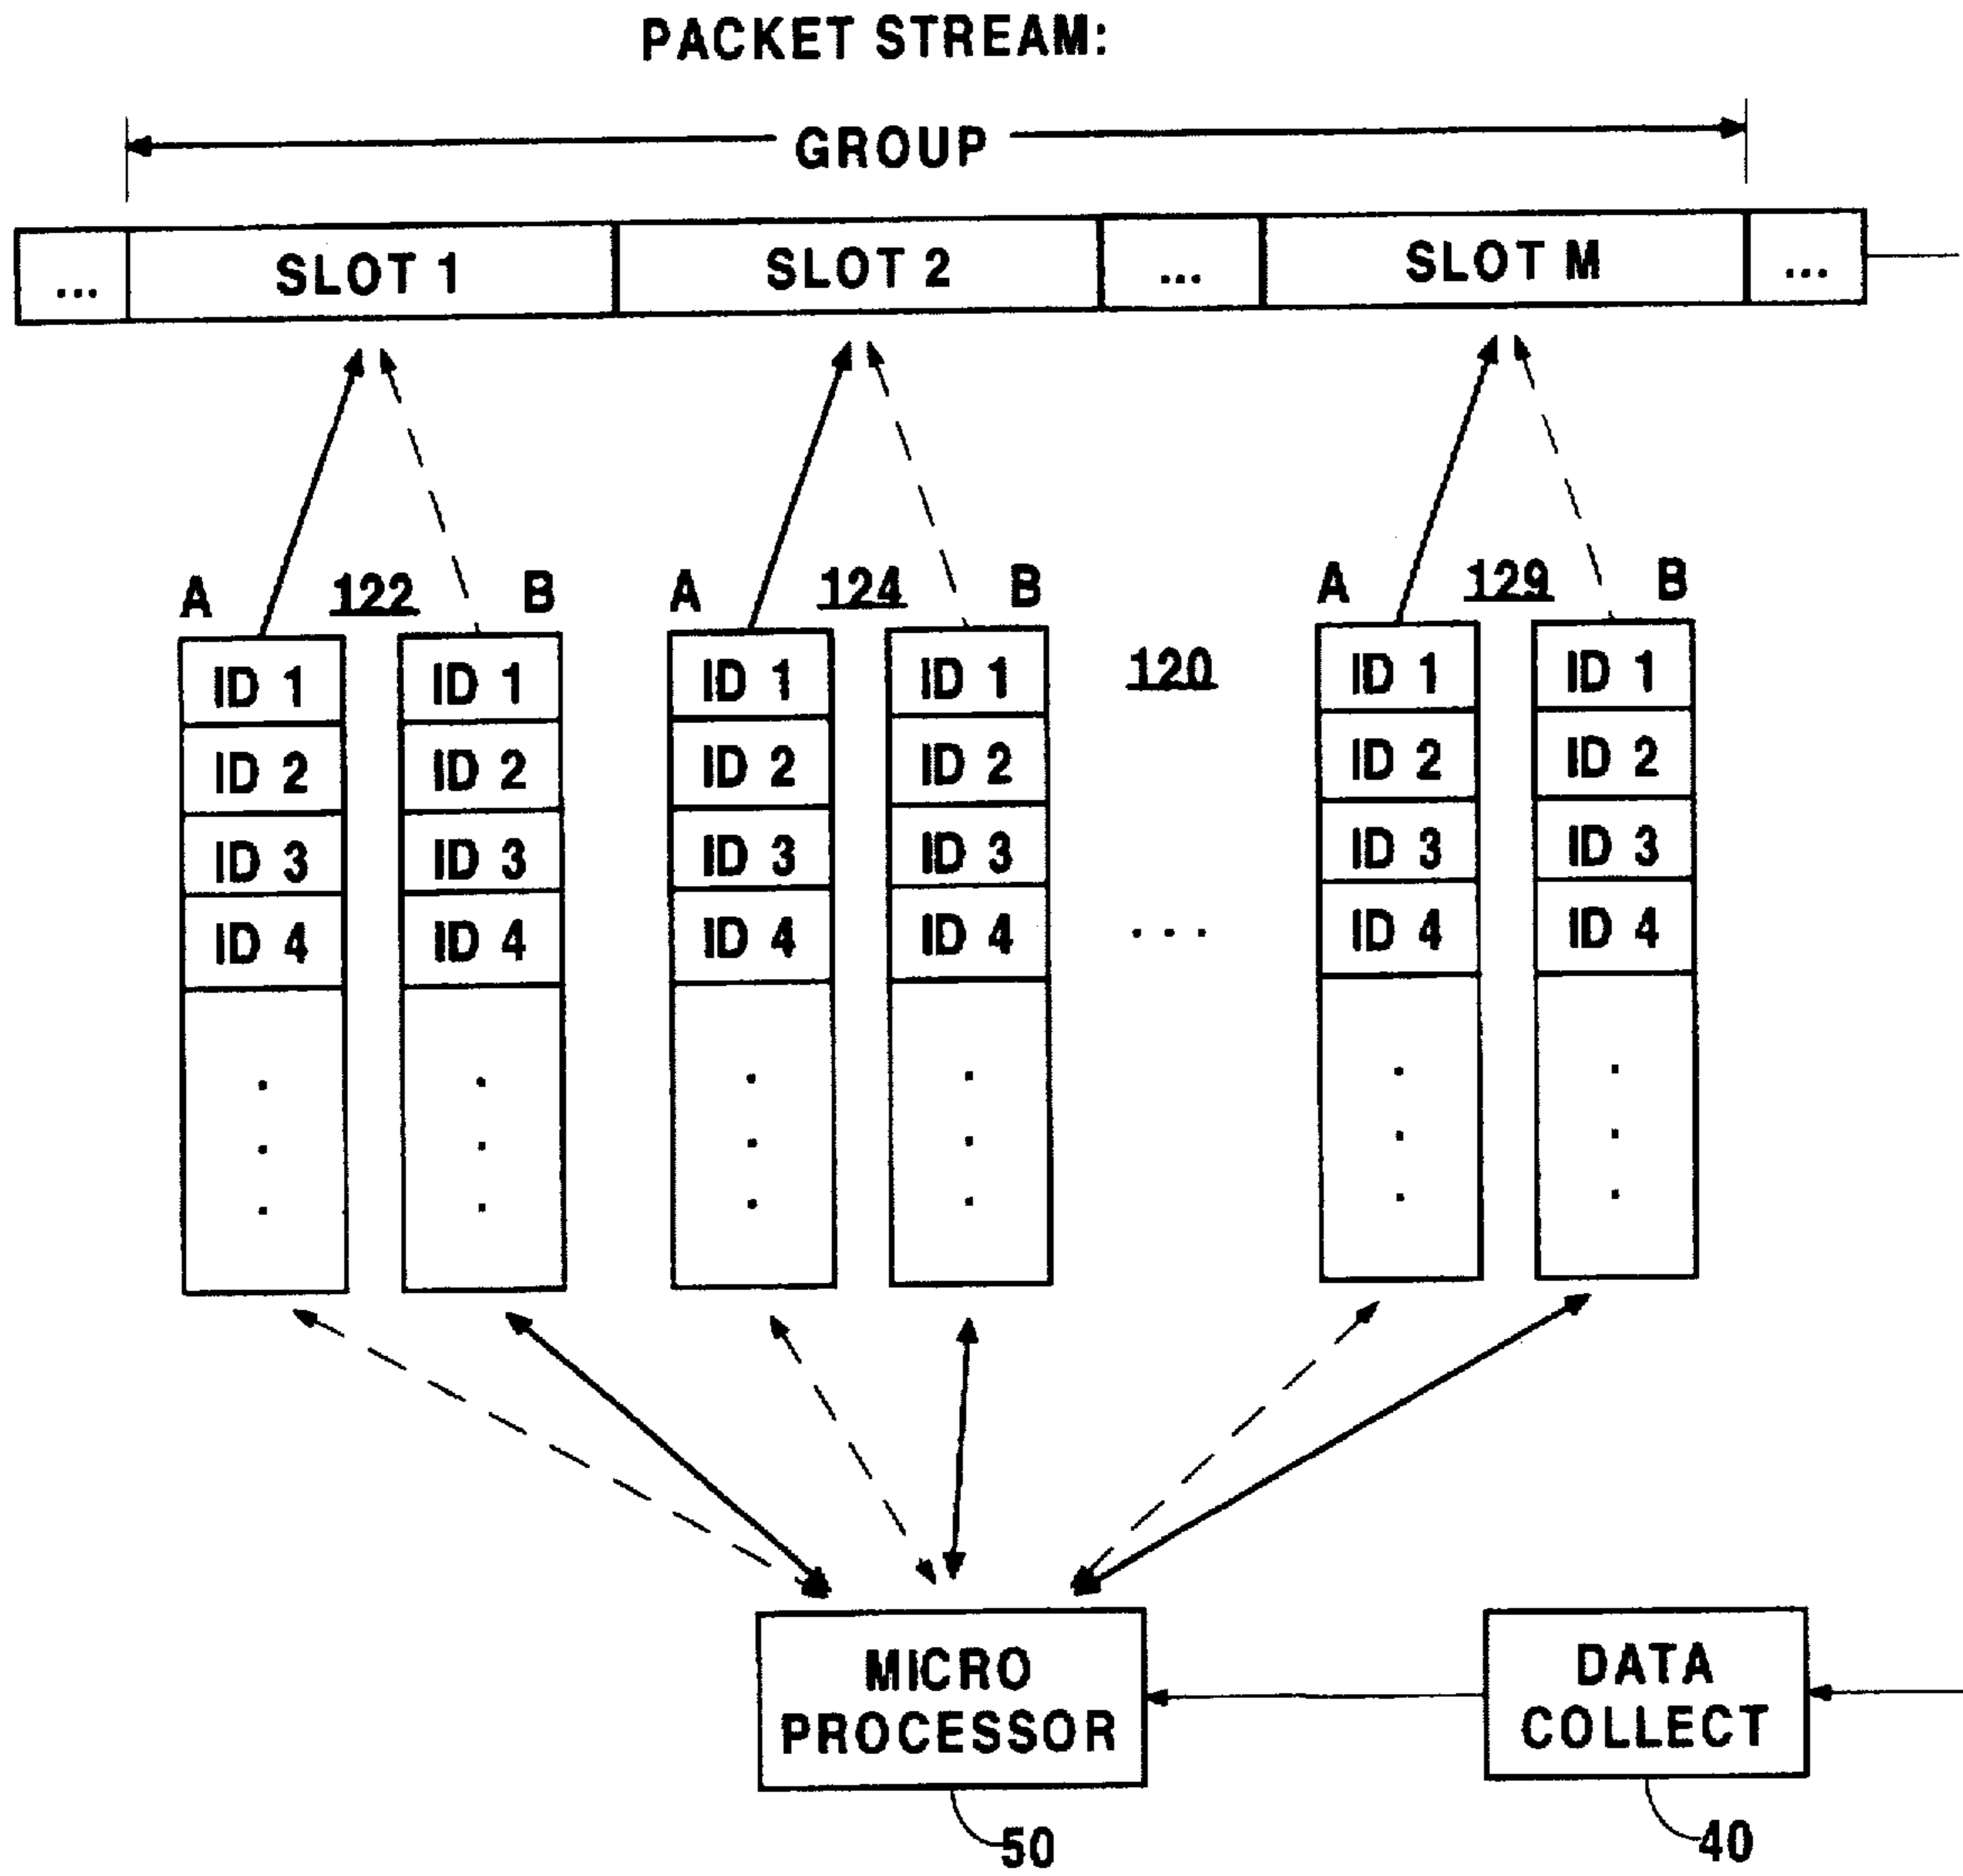 PACKET STREAM:
GROUP
... SLOT 1 SLOT 2 ... SLOT M ...
A 122 B A 124 B A 129 B
120
ID 1 ID 1 ID 1 ID 1 ID 1 ID 1
ID 2 ID 2 ID 2 ID 2 ID 2 ID 2
ID 3 ID 3 ID 3 ID 3 ID 3 ID 3
ID 4 ID 4 ID 4 ID 4 ... ID 4 ID 4
MICRO
PROCESSOR
50
DATA
COLLECT
40